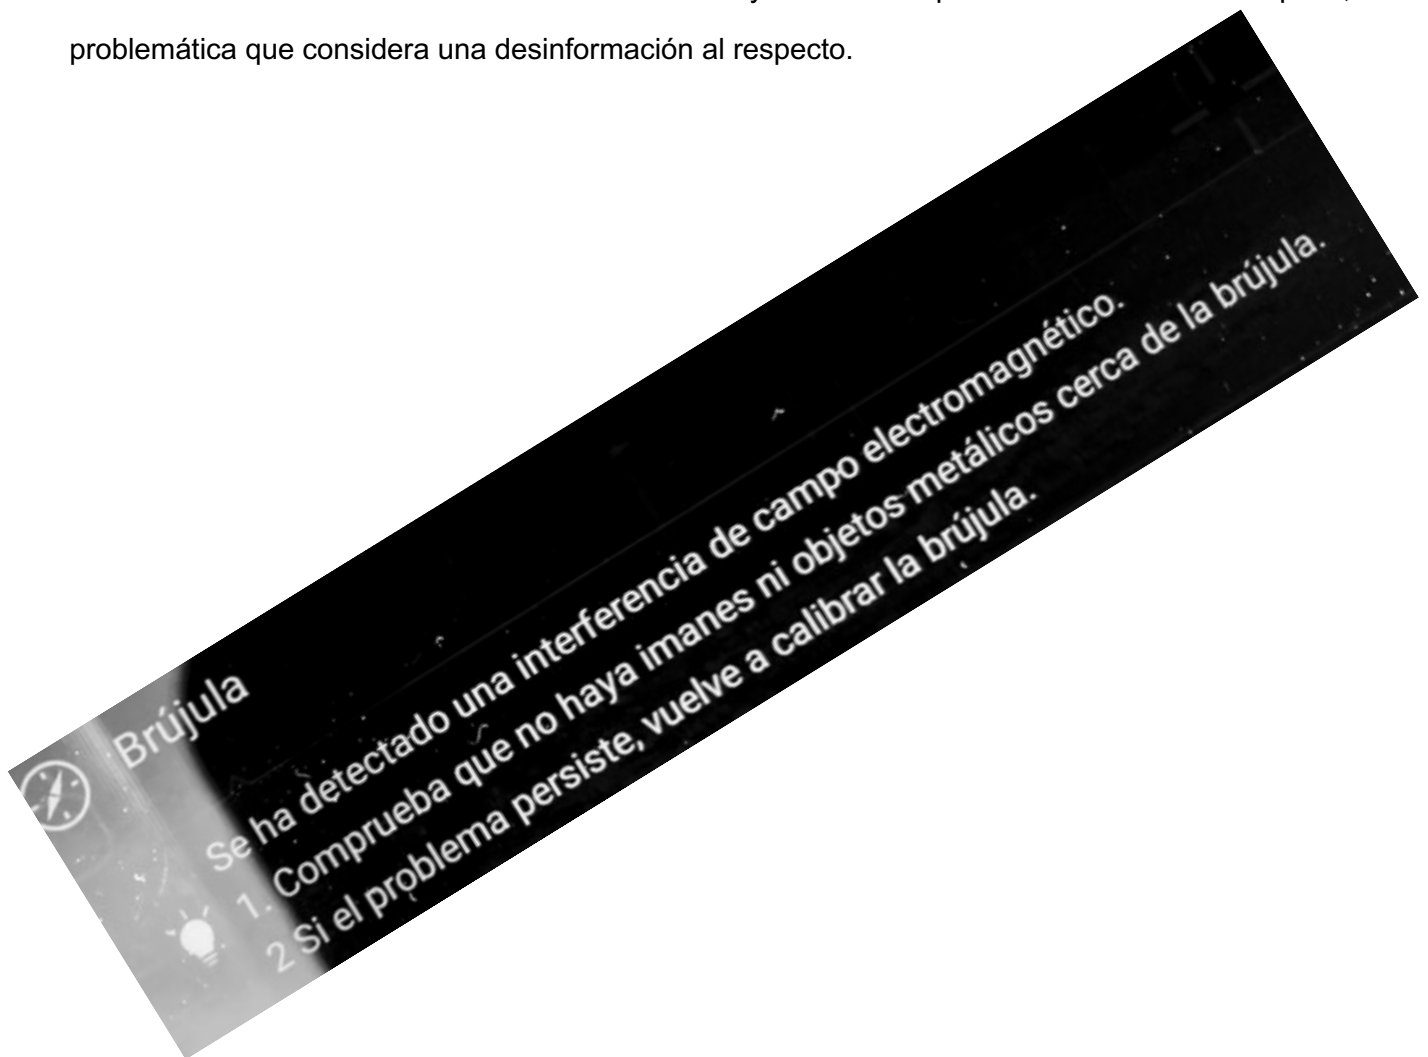 problemática que considera una desinformación al respecto.
Brújula
Se ha detectado una interferencia de campo electromagnético.
1. Comprueba que no haya imanes ni objetos metálicos cerca de la brújula.
2 Si el problema persiste, vuelve a calibrar la brújula.